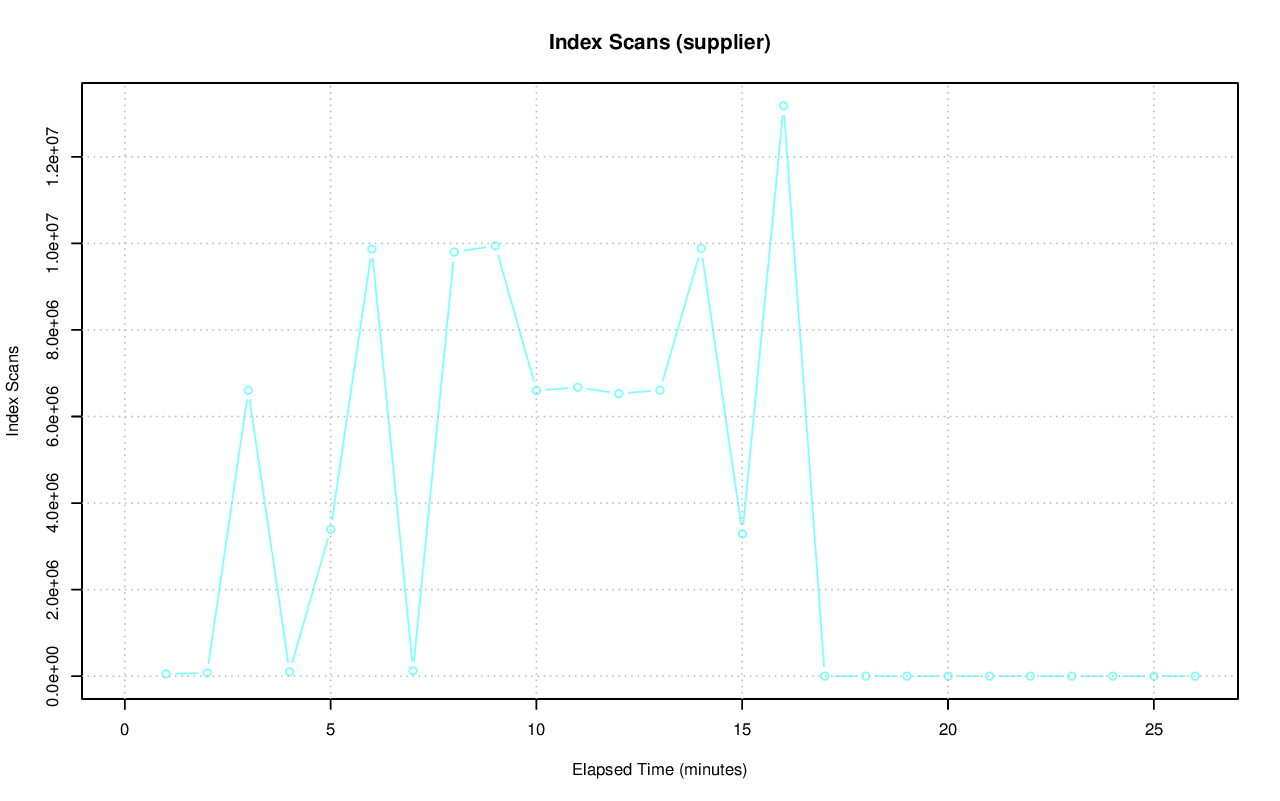 Index Scans (supplier)
Index Scans
1.2e+07
1.0e+07
8.0e+06
6.0e+06
4.0e+06
2.0e+06
0.0e+00
0 5 10 15 20 25
Elapsed Time (minutes)